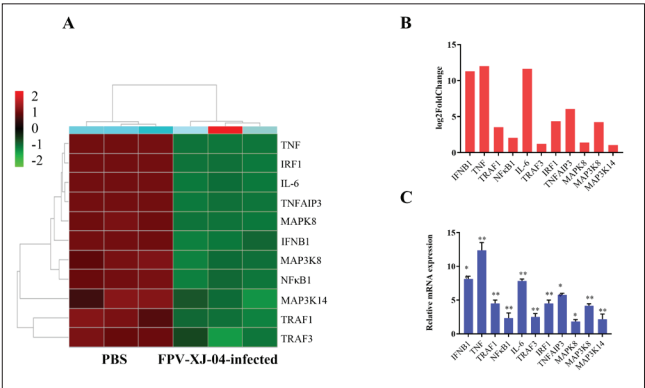 A
2
1
0
-1
-2
TNF
IRF1
IL-6
TNFAIP3
MAPK8
IFNB1
MAP3K8
NFκB1
MAP3K14
TRAF1
TRAF3
PBS FPV-XJ-04-infected
B
log2FoldChange
15
10
5
0
IFNB1
TNF
TRAF1
NFκB1
IL-6
TRAF3
IRF1
TNFAIP3
MAPK8
MAP3K8
MAP3K14
C
Relative mRNA expression
15
10
5
0
*
**
**
**
**
**
**
*
*
**
**
IFNB1
TNF
TRAF1
NFκB1
IL-6
TRAF3
IRF1
TNFAIP3
MAPK8
MAP3K8
MAP3K14